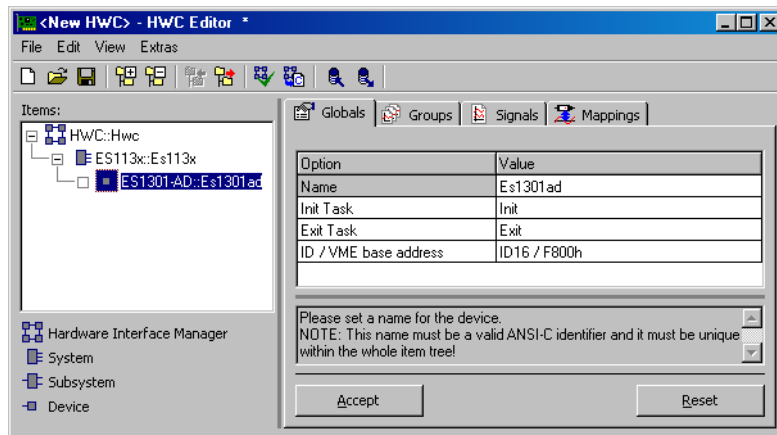 <New HWC> - HWC Editor *
File Edit View Extras
Items:
HWC::Hwc
ES113x::Es113x
ES1301-AD::Es1301ad
Hardware Interface Manager
System
Subsystem
Device
Globals Groups Signals Mappings
Option Value
Name Es1301ad
Init Task Init
Exit Task Exit
ID / VME base address ID16 / F800h
Please set a name for the device.
NOTE: This name must be a valid ANSI-C identifier and it must be unique
within the whole item tree!
Accept Reset